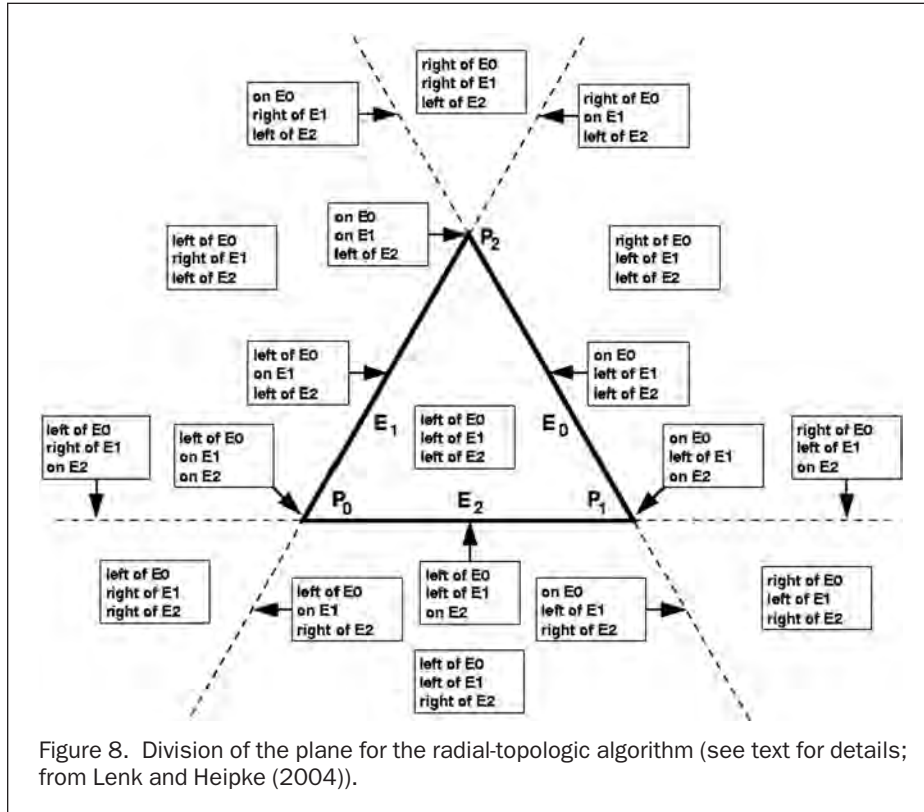 right of E0
right of E1
left of E2
on E0
right of E1
left of E2
right of E0
on E1
left of E2
on E0
on E1
left of E2
P2
left of E0
right of E1
left of E2
right of E0
left of E1
left of E2
left of E0
on E1
left of E2
on E0
left of E1
left of E2
E1
left of E0
left of E1
left of E2
E0
left of E0
right of E1
on E2
left of E0
on E1
on E2
on E0
left of E1
on E2
right of E0
left of E1
on E2
P0
E2
P1
left of E0
right of E1
right of E2
left of E0
on E1
right of E2
left of E0
left of E1
on E2
on E0
left of E1
right of E2
right of E0
left of E1
right of E2
left of E0
left of E1
right of E2
Figure 8. Division of the plane for the radial-topologic algorithm (see text for details;
from Lenk and Heipke (2004)).